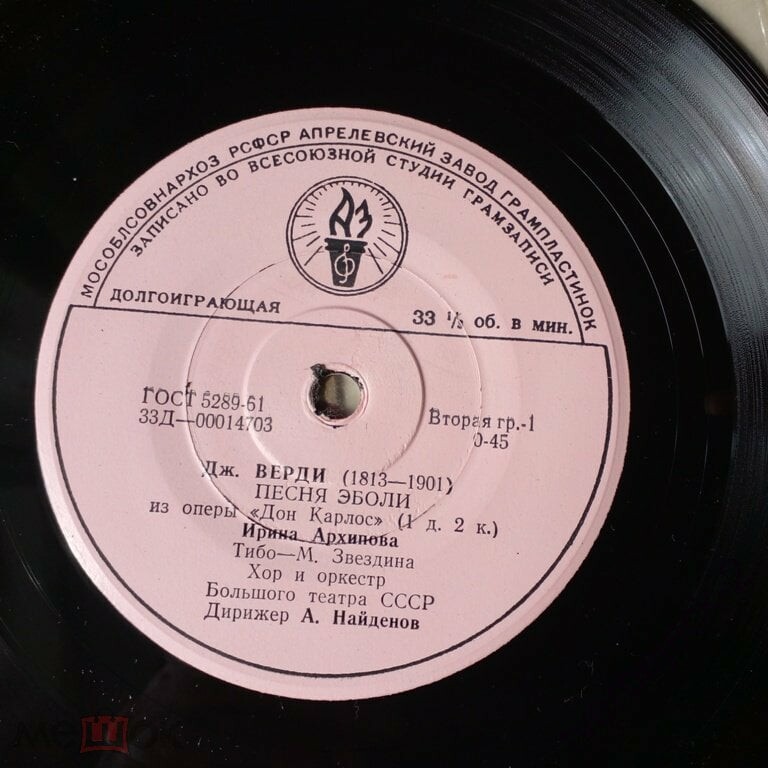 МОСОБЛСОВНАРХОЗ РСФСР АПРЕЛЕВСКИЙ ЗАВОД ГРАМПЛАСТИНОК
ЗАПИСАНО ВО ВСЕСОЮЗНОЙ СТУДИИ ГРАМЗАПИСИ
АЗ
ДОЛГОИГРАЮЩАЯ 33 1/3 об. в мин.
ГОСТ 5289-61 Вторая гр.-1
33Д—00014703 0-45
Дж. ВЕРДИ (1813—1901)
ПЕСНЯ ЭБОЛИ
из оперы «Дон Карлос» (1 д. 2 к.)
Ирина Архипова
Тибо—М. Звездина
Хор и оркестр
Большого театра СССР
Дирижер А. Найденов
мешок